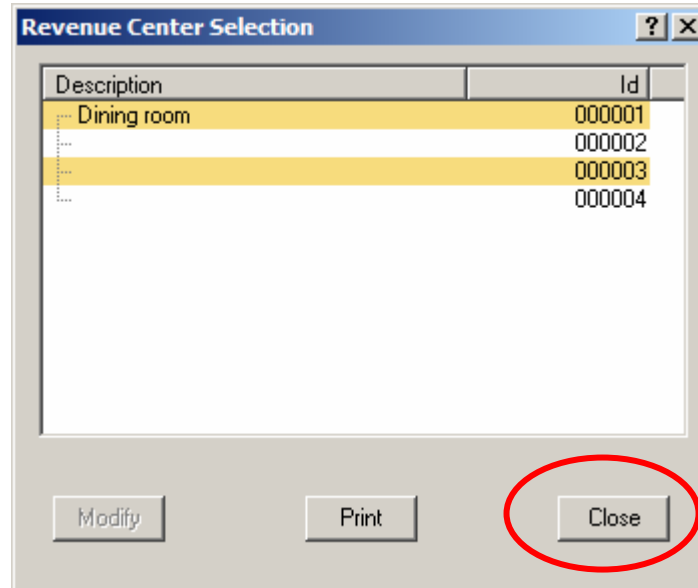 Revenue Center Selection
Description Id
Dining room 000001
000002
000003
000004
Modify Print Close